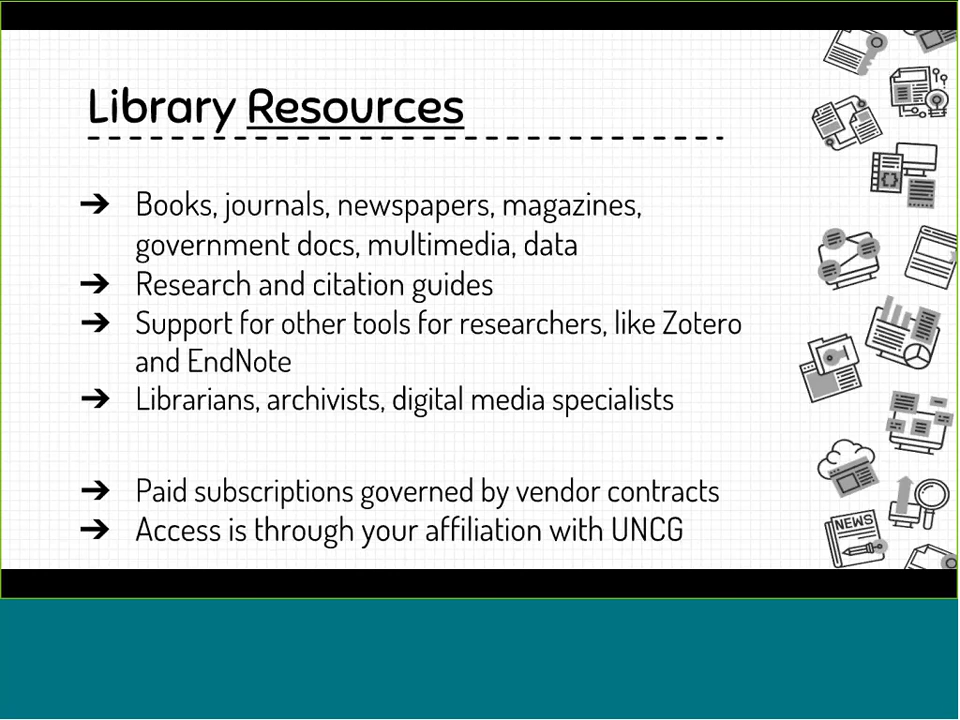 Library Resources
➔ Books, journals, newspapers, magazines,
government docs, multimedia, data
➔ Research and citation guides
➔ Support for other tools for researchers, like Zotero
and EndNote
➔ Librarians, archivists, digital media specialists
➔ Paid subscriptions governed by vendor contracts
➔ Access is through your affiliation with UNCG
NEWS